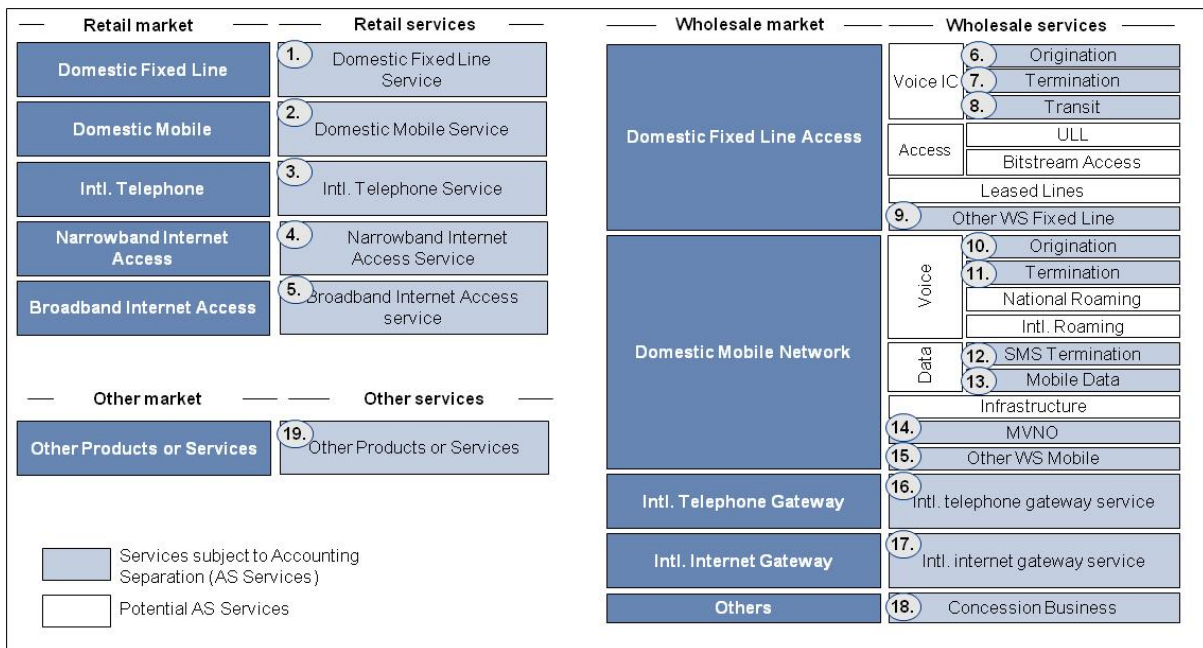 Retail market
Retail services
Domestic Fixed Line
1.
Domestic Fixed Line
Service
Domestic Mobile
2.
Domestic Mobile Service
Intl. Telephone
3.
Intl. Telephone Service
Narrowband Internet
Access
4.
Narrowband Internet
Access Service
Broadband Internet Access
5.
Broadband Internet Access
service
Other market
Other services
Other Products or Services
19.
Other Products or Services
Services subject to Accounting
Separation (AS Services)
Potential AS Services
Wholesale market
Wholesale services
Domestic Fixed Line Access
Voice IC
6.
Origination
7.
Termination
8.
Transit
Access
ULL
Bitstream Access
Leased Lines
9.
Other WS Fixed Line
Domestic Mobile Network
Voice
10.
Origination
11.
Termination
National Roaming
Intl. Roaming
Data
12.
SMS Termination
13.
Mobile Data
Infrastructure
14.
MVNO
15.
Other WS Mobile
Intl. Telephone Gateway
16.
Intl. telephone gateway service
Intl. Internet Gateway
17.
Intl. internet gateway service
Others
18.
Concession Business